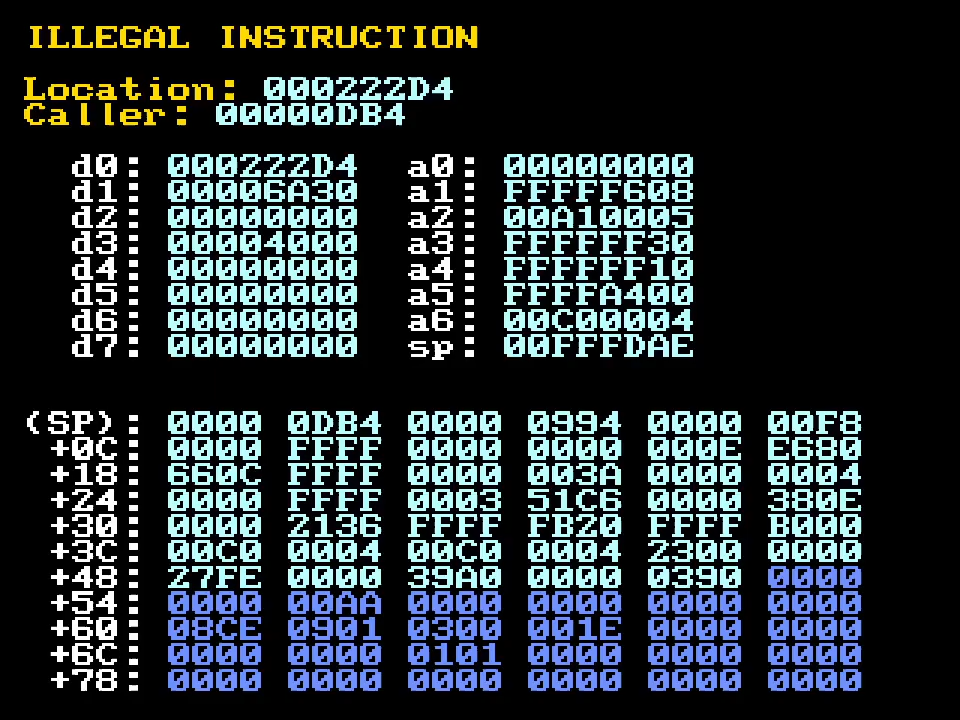 ILLEGAL INSTRUCTION
Location: 000222D4
Caller: 00000DB4
d0: 000222D4 a0: 00000000
d1: 00006A30 a1: FFFFF608
d2: 00000000 a2: 00A10005
d3: 00004000 a3: FFFFFF30
d4: 00000000 a4: FFFFFF10
d5: 00000000 a5: FFFFA400
d6: 00000000 a6: 00C00004
d7: 00000000 sp: 00FFFDAE
(SP): 0000 0DB4 0000 0994 0000 00F8
+0C: 0000 FFFF 0000 0000 000E E680
+18: 660C FFFF 0000 003A 0000 0004
+24: 0000 FFFF 0003 51C6 0000 380E
+30: 0000 2136 FFFF FB20 FFFF B000
+3C: 00C0 0004 00C0 0004 2300 0000
+48: 27FE 0000 39A0 0000 0390 0000
+54: 0000 00AA 0000 0000 0000 0000
+60: 08CE 0901 0300 001E 0000 0000
+6C: 0000 0000 0101 0000 0000 0000
+78: 0000 0000 0000 0000 0000 0000